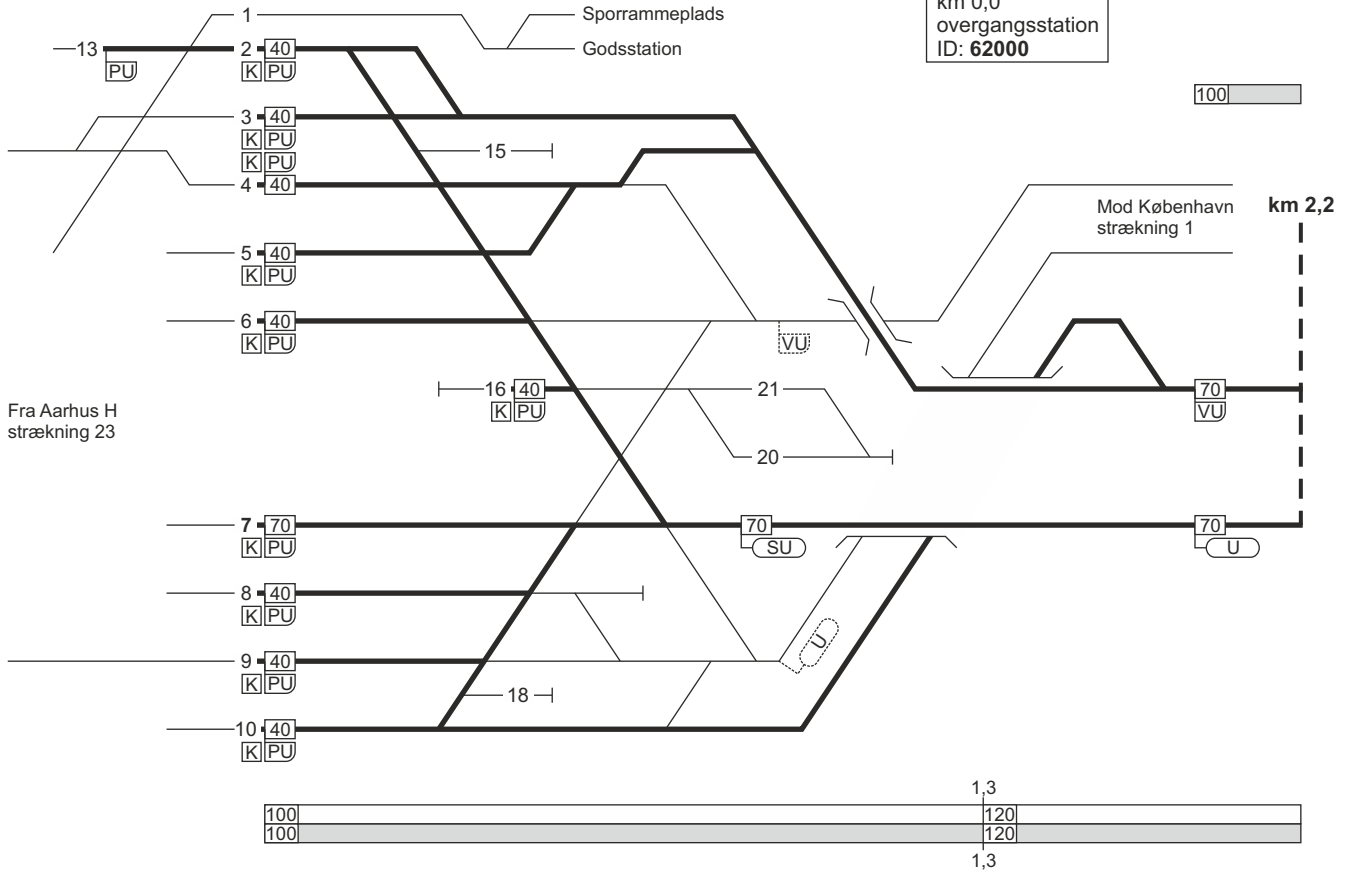 km 0,0
overgangsstation
ID: 62000
1
Sporrammeplads
13
2
40
Godsstation
PU
K
PU
100
3
40
K
PU
15
K
PU
4
40
Mod København
strækning 1
km 2,2
5
40
K
PU
6
40
K
PU
VU
16
40
21
70
K
PU
VU
Fra Aarhus H
strækning 23
20
7
70
70
70
K
PU
SU
U
8
40
K
PU
U
9
40
K
PU
18
10
40
K
PU
1,3
100
120
100
120
1,3